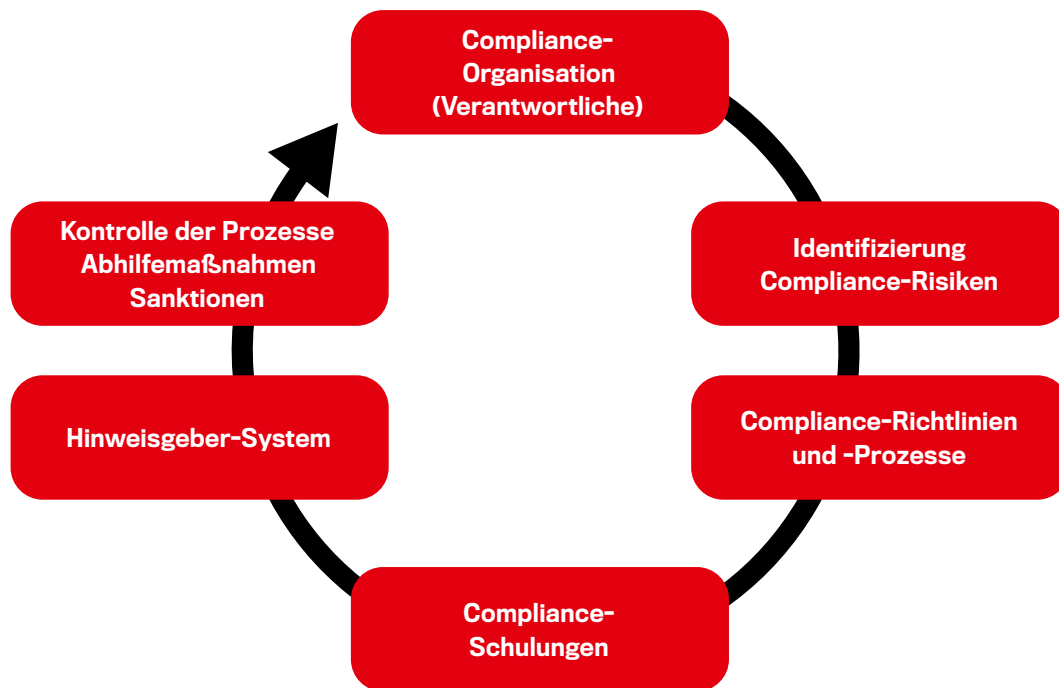 Compliance-
Organisation
(Verantwortliche)
Identifizierung
Compliance-Risiken
Compliance-Richtlinien
und -Prozesse
Compliance-
Schulungen
Hinweisgeber-System
Kontrolle der Prozesse
Abhilfemaßnahmen
Sanktionen